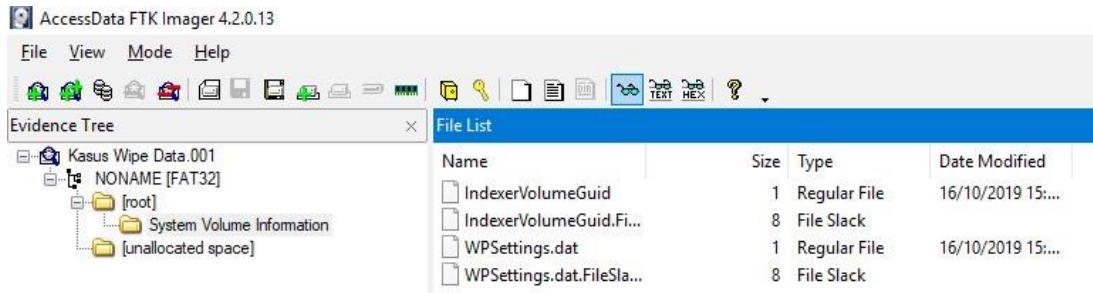 AccessData FTK Imager 4.2.0.13
File View Mode Help
TEXT HEX
Evidence Tree
File List
Kasus Wipe Data.001
NONAME [FAT32]
[root]
System Volume Information
[unallocated space]
Name Size Type Date Modified
IndexerVolumeGuid 1 Regular File 16/10/2019 15:...
IndexerVolumeGuid.Fi... 8 File Slack
WPSettings.dat 1 Regular File 16/10/2019 15:...
WPSettings.dat.FileSla... 8 File Slack